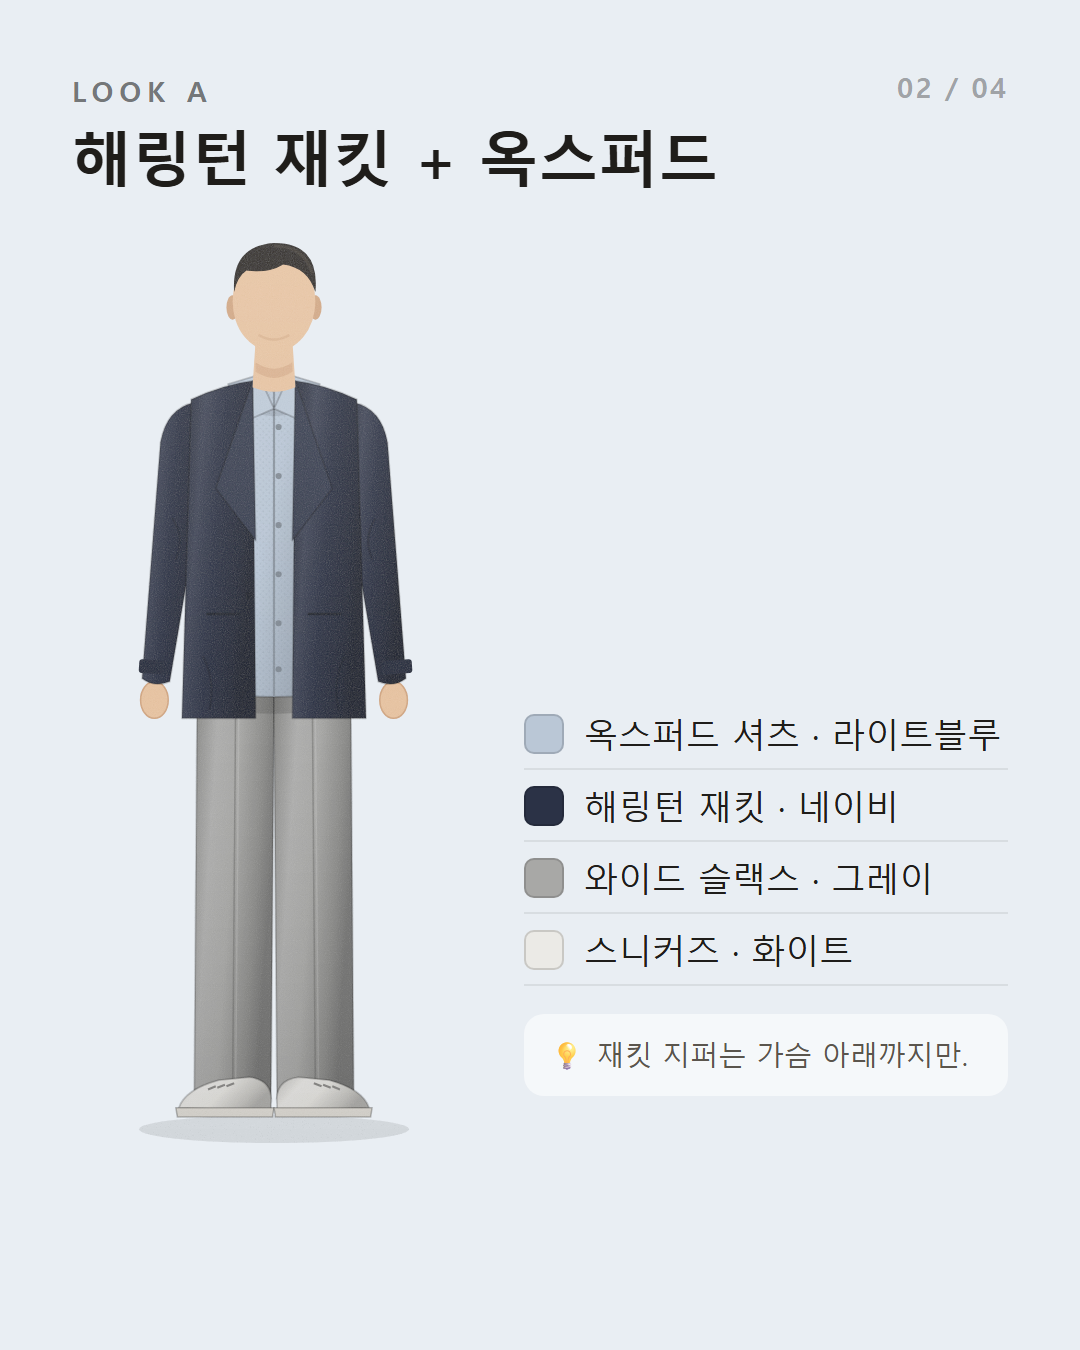 LOOK A
02 / 04
해링턴 재킷 + 옥스퍼드
옥스퍼드 셔츠 · 라이트블루
해링턴 재킷 · 네이비
와이드 슬랙스 · 그레이
스니커즈 · 화이트
💡 재킷 지퍼는 가슴 아래까지만.